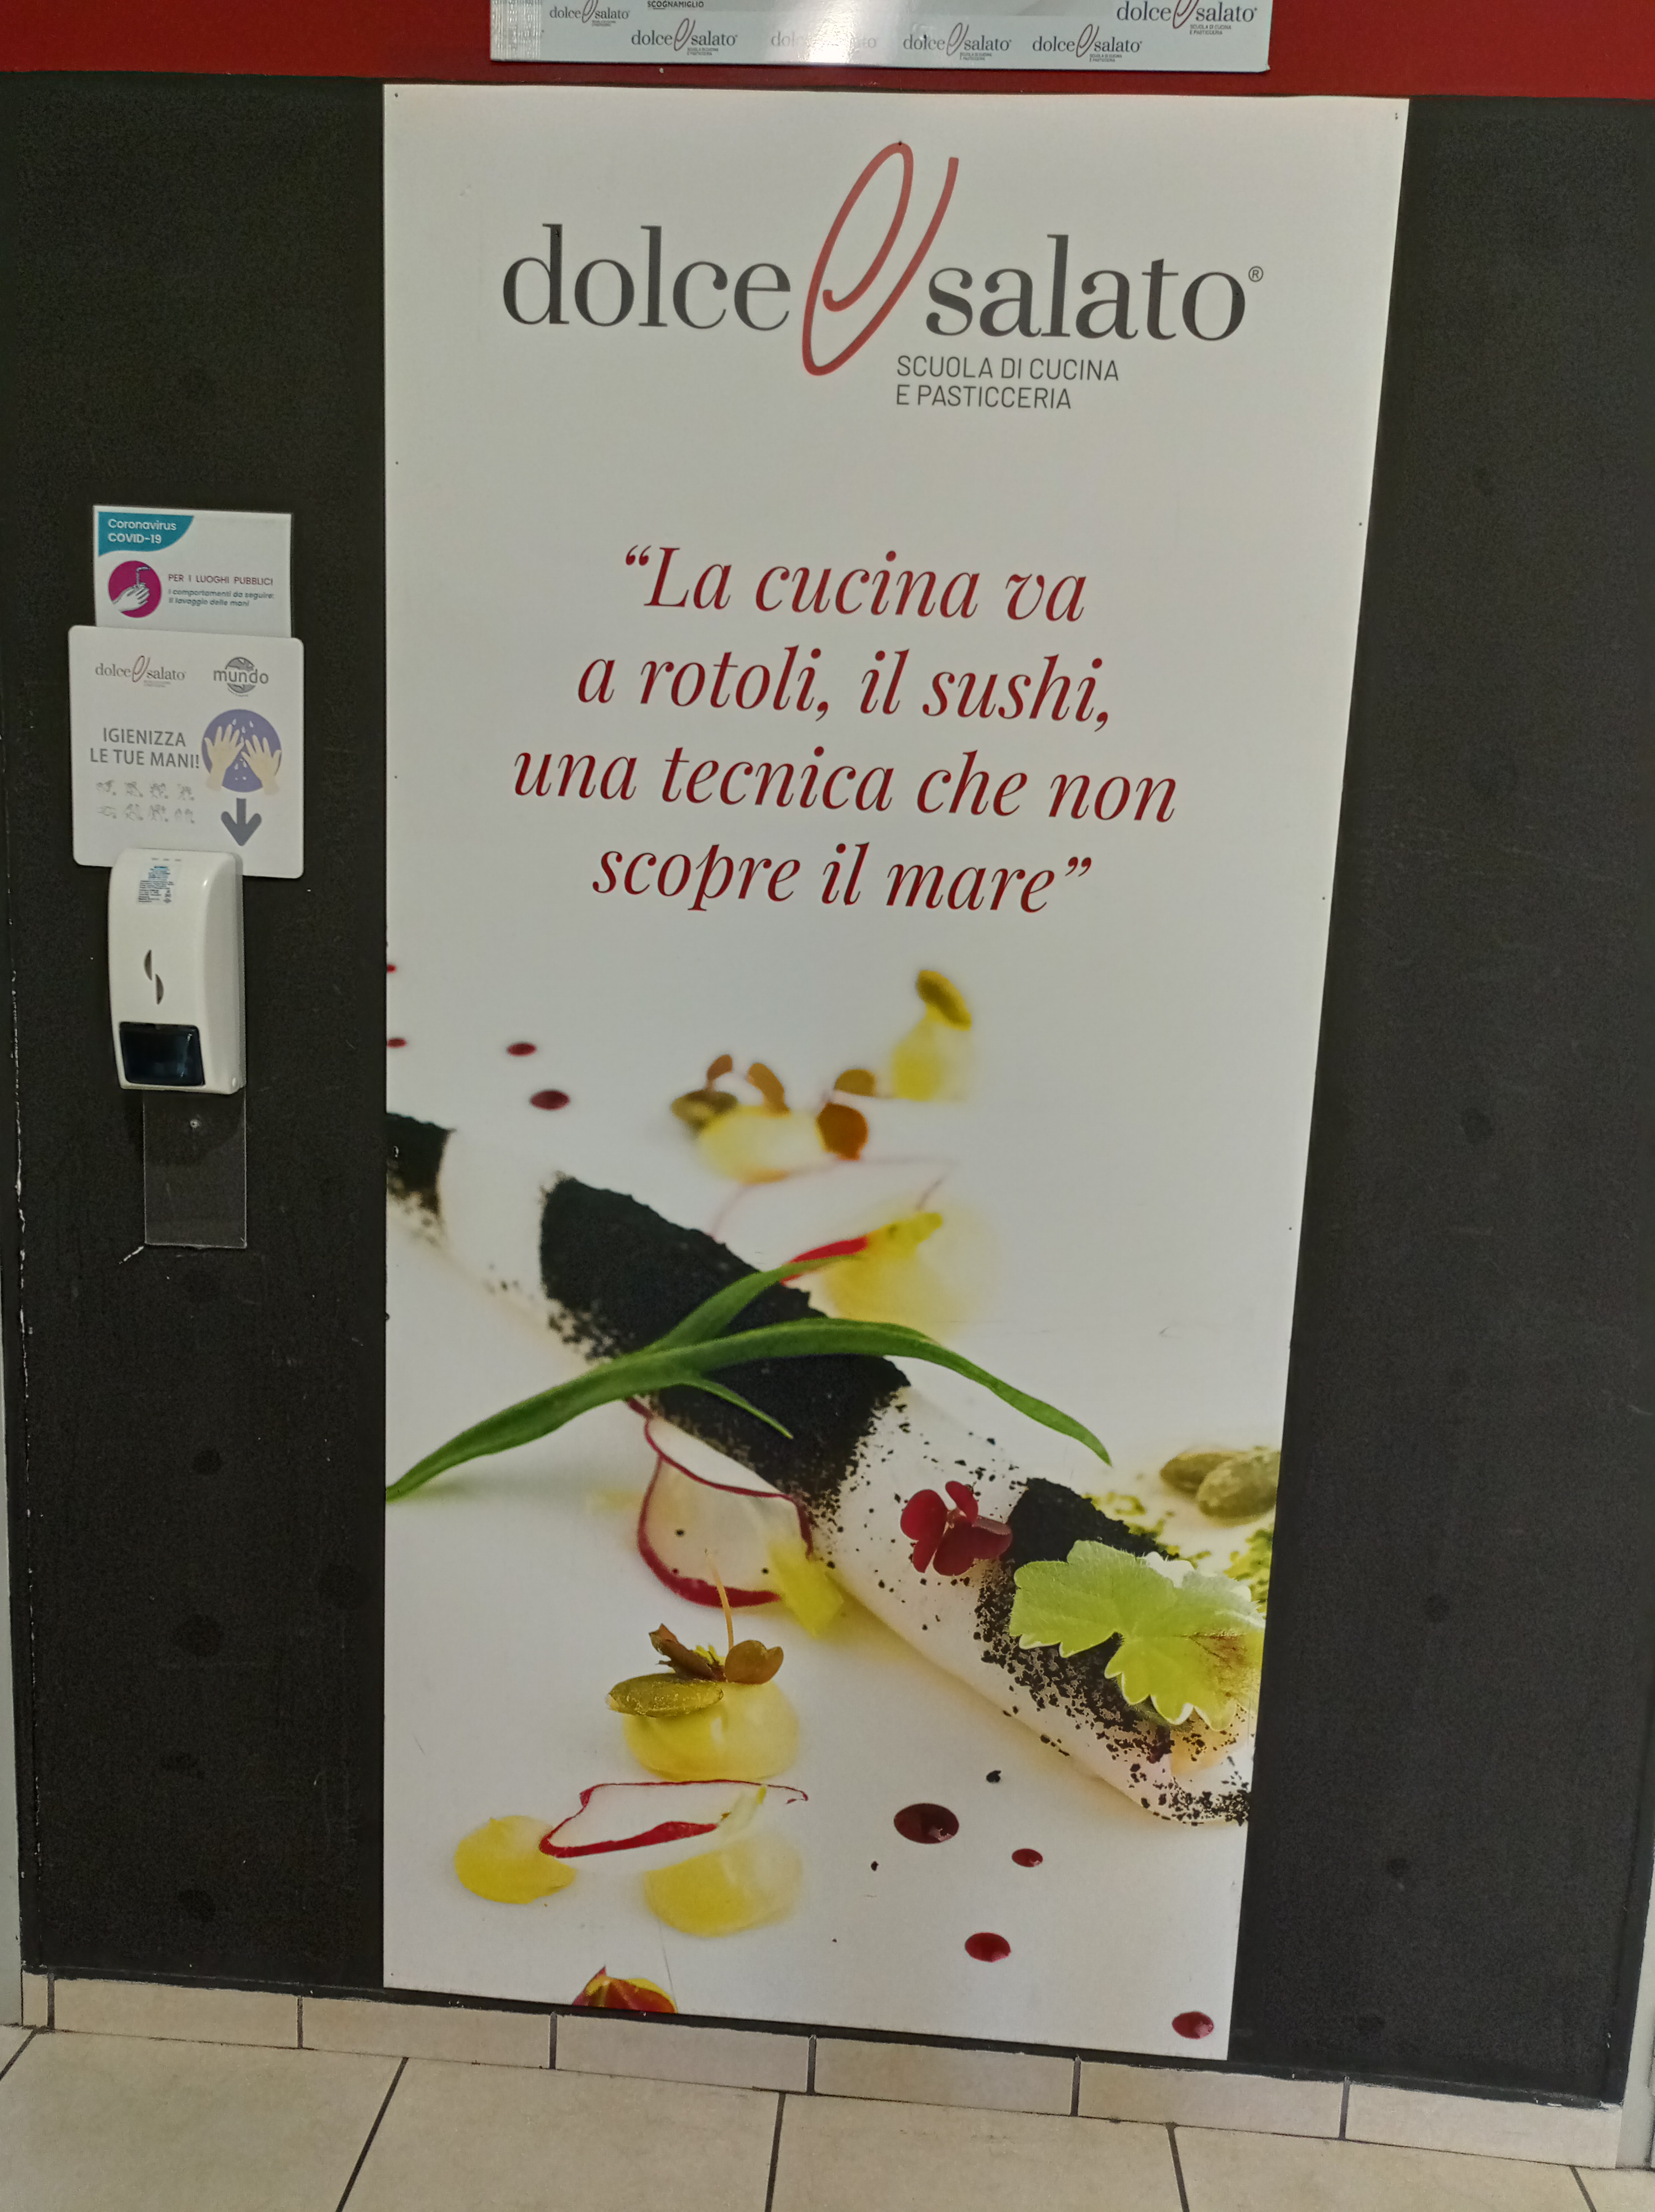 dolce salato
SCOGNAMIGLIO
dolce salato®
dolce salato®
dolce salato®
dolce salato®
dolce salato®
SCUOLA DI CUCINA
E PASTICCERIA
“La cucina va
a rotoli, il sushi,
una tecnica che non
scopre il mare”
Coronavirus
COVID-19
PER I LUOGHI PUBBLICI
I comportamenti da seguire:
il lavaggio delle mani
dolce salato
mundo
IGIENIZZA
LE TUE MANI!